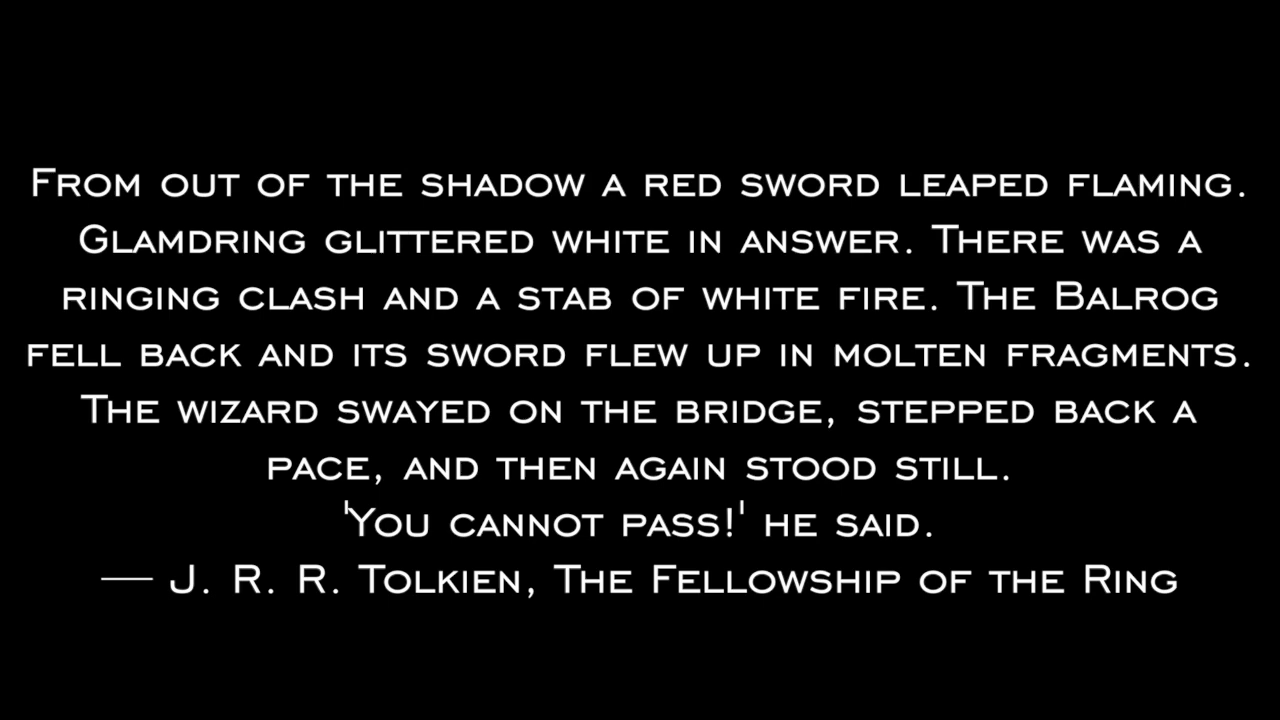 From out of the shadow a red sword leaped flaming.
Glamdring glittered white in answer. There was a
ringing clash and a stab of white fire. The Balrog
fell back and its sword flew up in molten fragments.
The wizard swayed on the bridge, stepped back a
pace, and then again stood still.
'You cannot pass!' he said.
— J. R. R. Tolkien, The Fellowship of the Ring